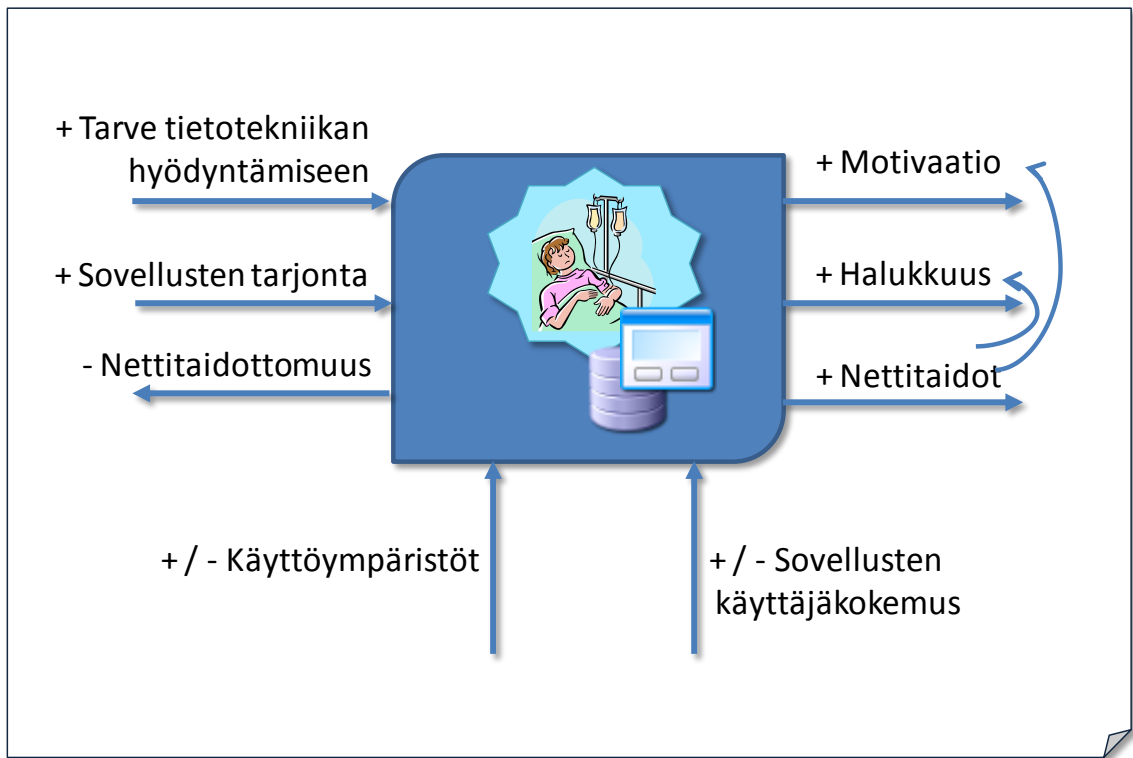 + Tarve tietotekniikan
hyödyntämiseen
+ Motivaatio
+ Sovellusten tarjonta
+ Halukkuus
- Nettitaidottomuus
+ Nettitaidot
+ / - Käyttöympäristöt
+ / - Sovellusten
käyttäjäkokemus